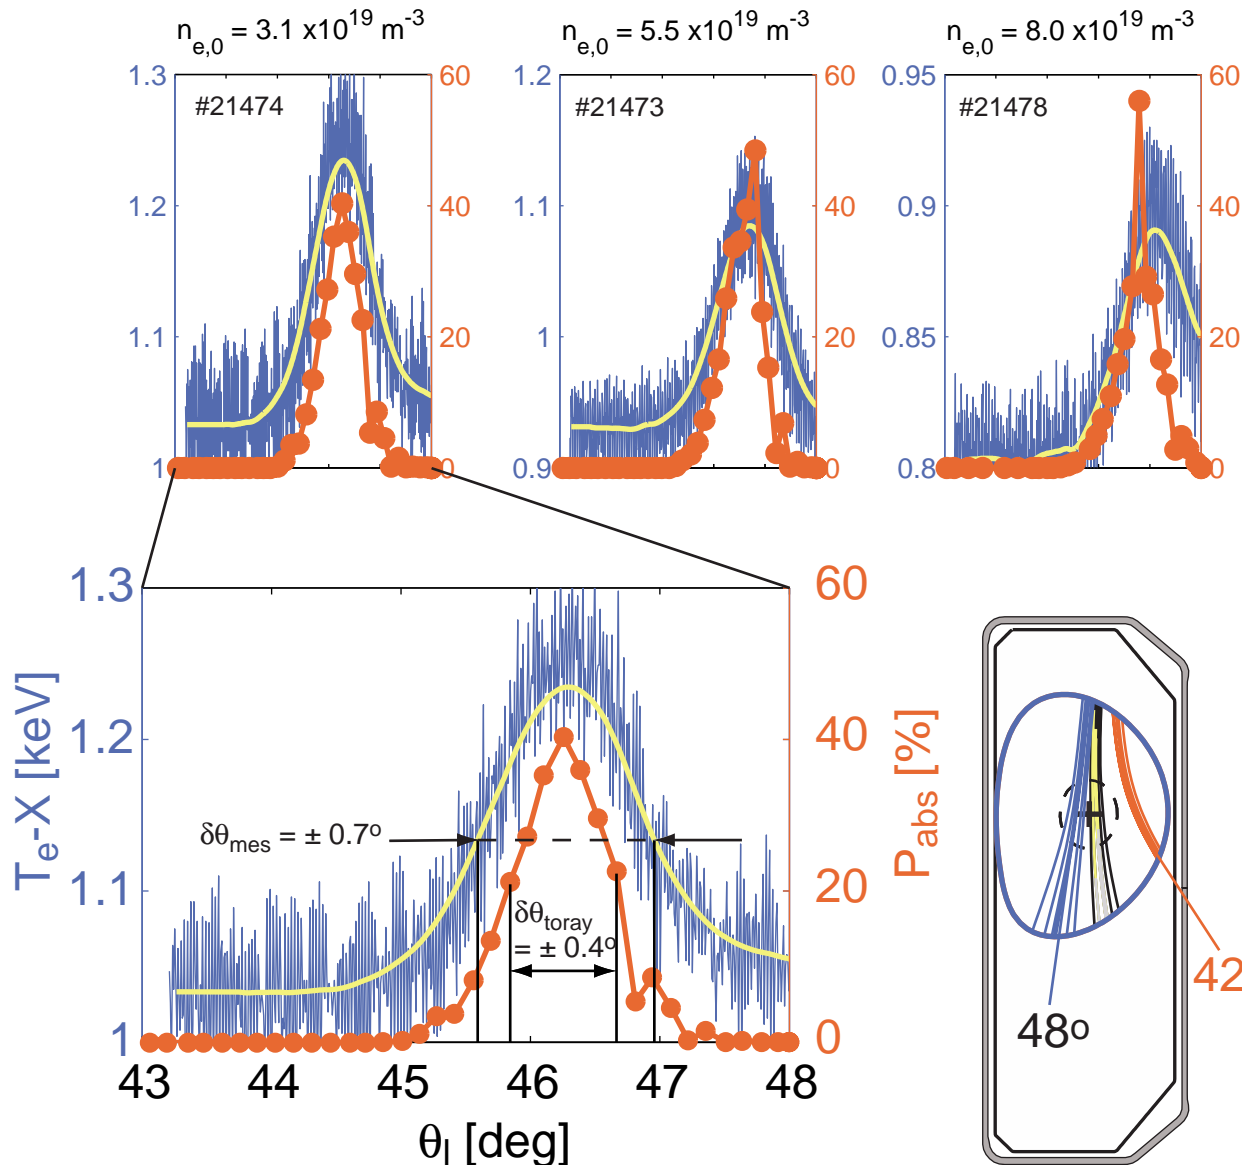 n_e,0 = 3.1 x10^19 m^-3 n_e,0 = 5.5 x10^19 m^-3 n_e,0 = 8.0 x10^19 m^-3
1.3 60 1.2 60 0.95 60
#21474 #21473 #21478
1.2 40 1.1 40 0.9 40
1.1 20 1 20 0.85 20
1 0 0.9 0 0.8 0
1.3 60
1.2 40
δθ_mes = ± 0.7°
1.1 20
δθ_toray
= ± 0.4°
1 0
T_e-X [keV]
P_abs [%]
43 44 45 46 47 48
θ_l [deg]
42
48°